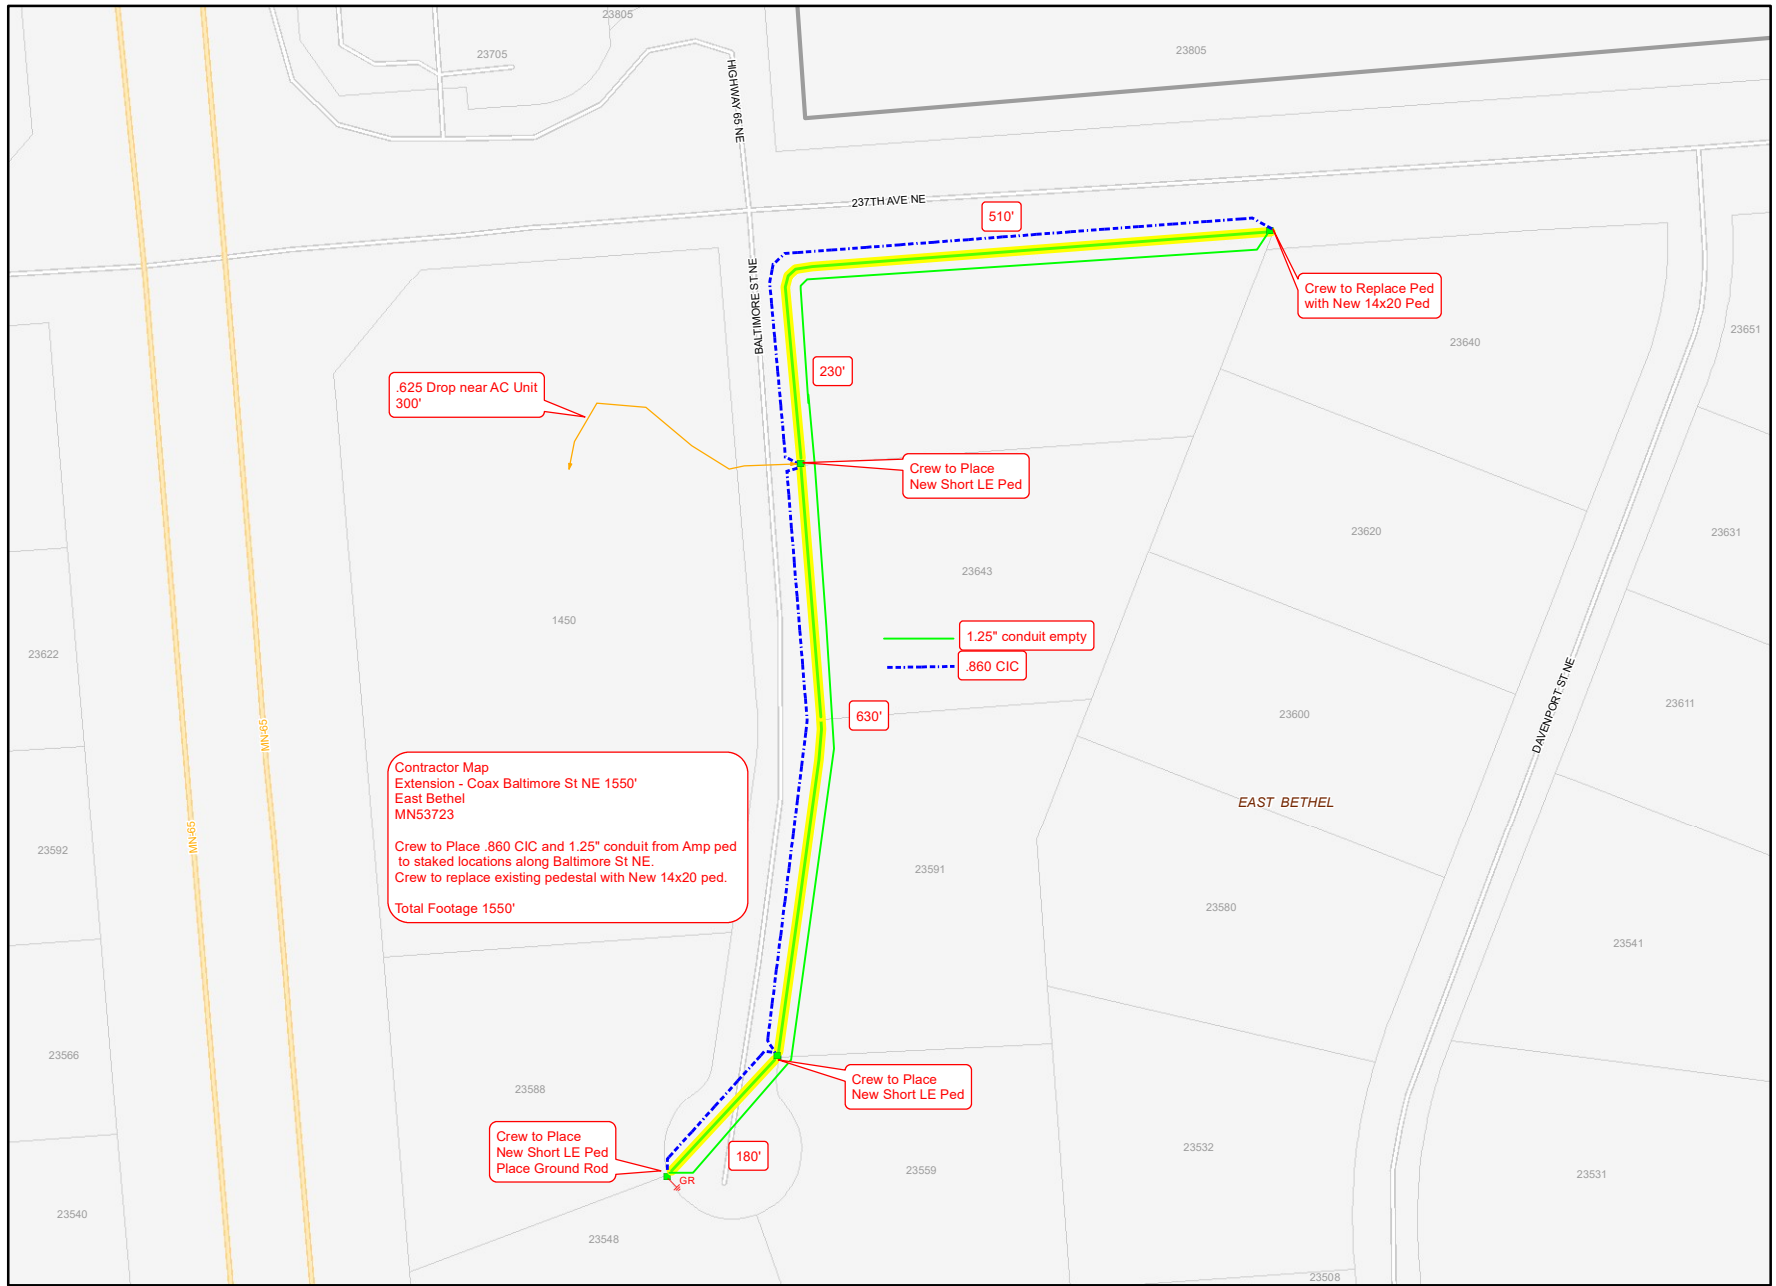 23805
23705
23805
HIGHWAY 65 NE
237TH AVE NE
510'
Crew to Replace Ped
with New 14x20 Ped
BALTIMORE ST.NE
23651
23640
230'
.625 Drop near AC Unit
300'
Crew to Place
New Short LE Ped
23620
23631
23643
1450
1.25" conduit empty
.860 CIC
23622
DAVENPORT ST.NE
23611
630'
23600
MN-65
MN-65
Contractor Map
Extension - Coax Baltimore St NE 1550'
East Bethel
MN53723
Crew to Place .860 CIC and 1.25" conduit from Amp ped
to staked locations along Baltimore St NE.
Crew to replace existing pedestal with New 14x20 ped.
Total Footage 1550'
EAST BETHEL
23592
23591
23580
23541
23566
23588
Crew to Place
New Short LE Ped
Crew to Place
New Short LE Ped
Place Ground Rod
180'
GR
23559
23532
23531
23540
23548
23508